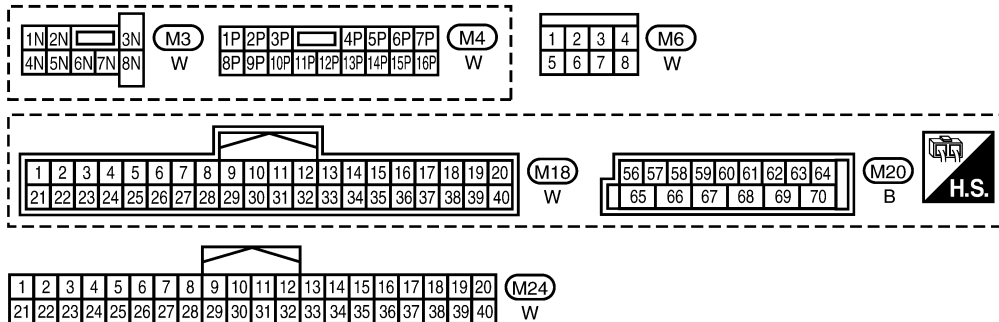 1N 2N 3N M3
4N 5N 6N 7N 8N W
1P 2P 3P 4P 5P 6P 7P M4
8P 9P 10P 11P 12P 13P 14P 15P 16P W
1 2 3 4 M6
5 6 7 8 W
1 2 3 4 5 6 7 8 9 10 11 12 13 14 15 16 17 18 19 20 M18
21 22 23 24 25 26 27 28 29 30 31 32 33 34 35 36 37 38 39 40 W
56 57 58 59 60 61 62 63 64 M20
65 66 67 68 69 70 B
H.S.
1 2 3 4 5 6 7 8 9 10 11 12 13 14 15 16 17 18 19 20 M24
21 22 23 24 25 26 27 28 29 30 31 32 33 34 35 36 37 38 39 40 W